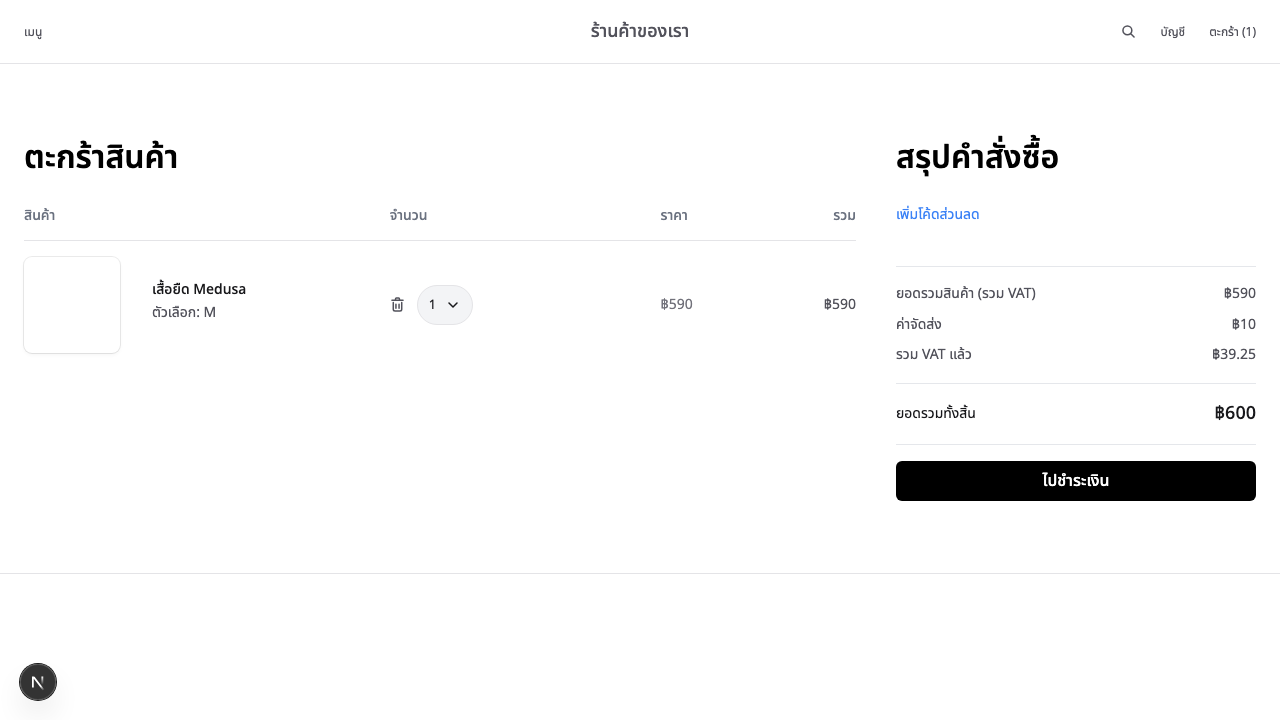 เมนู
ร้านค้าของเรา
บัญชี
ตะกร้า (1)
ตะกร้าสินค้า
สินค้า
จำนวน
ราคา
รวม
เสื้อยืด Medusa
ตัวเลือก: M
1
฿590
฿590
สรุปคำสั่งซื้อ
เพิ่มโค้ดส่วนลด
ยอดรวมสินค้า (รวม VAT)
฿590
ค่าจัดส่ง
฿10
รวม VAT แล้ว
฿39.25
ยอดรวมทั้งสิ้น
฿600
ไปชำระเงิน
N